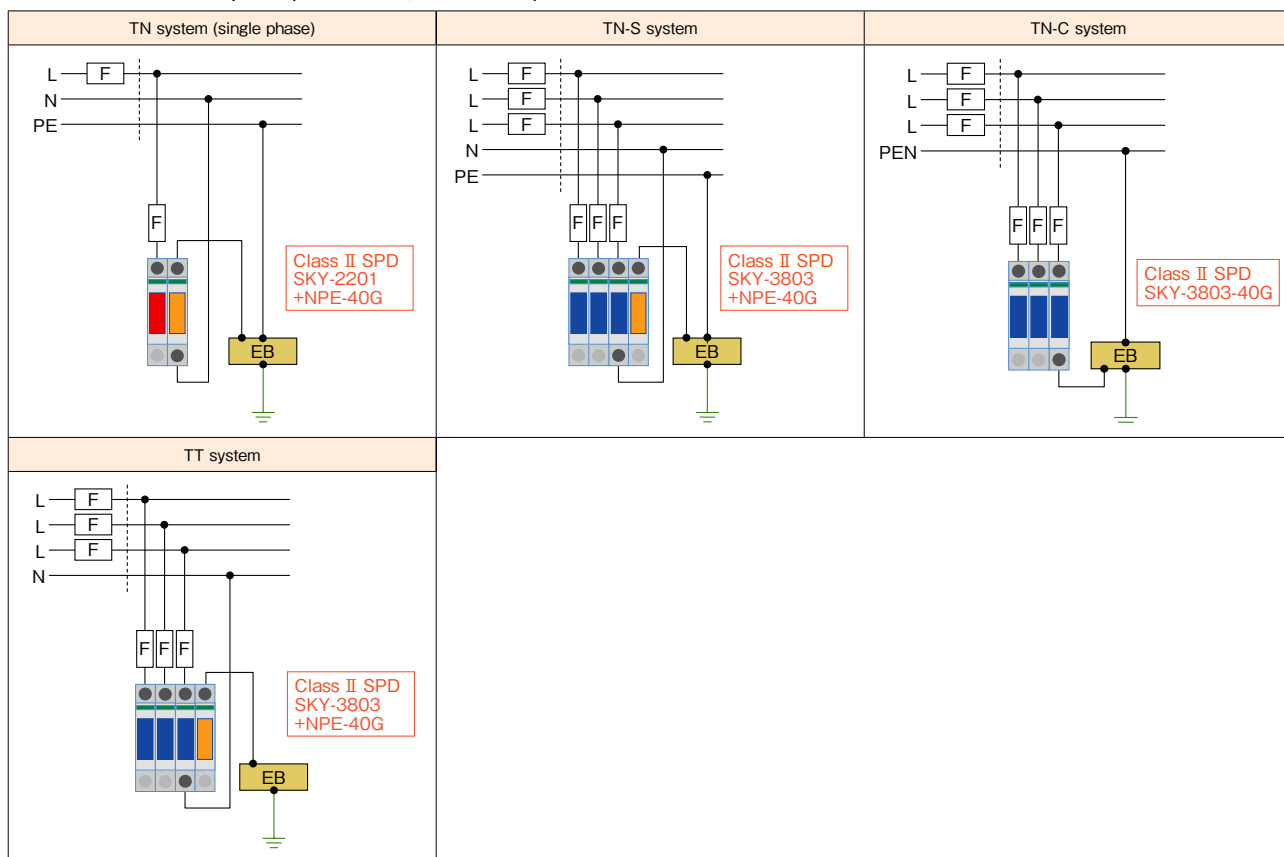 TN system (single phase)
TN-S system
TN-C system
L
F
N
PE
F
Class Ⅱ SPD
SKY-2201
+NPE-40G
EB
L
F
L
F
L
F
N
PE
F F F
Class Ⅱ SPD
SKY-3803
+NPE-40G
EB
L
F
L
F
L
F
PEN
F F F
Class Ⅱ SPD
SKY-3803-40G
EB
TT system
L
F
L
F
L
F
N
F F F
Class Ⅱ SPD
SKY-3803
+NPE-40G
EB